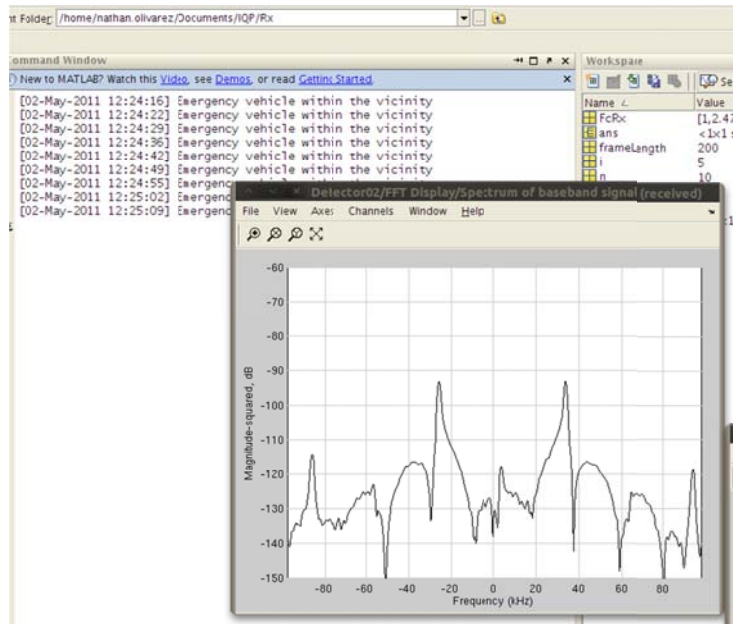 nt Folder: /home/nathan.olivarez/Documents/IQP/Rx
Command Window
Workspace
New to MATLAB? Watch this Video, see Demos, or read Getting Started.
Name
Value
[02-May-2011 12:24:16] Emergency vehicle within the vicinity
[02-May-2011 12:24:22] Emergency vehicle within the vicinity
[02-May-2011 12:24:29] Emergency vehicle within the vicinity
[02-May-2011 12:24:36] Emergency vehicle within the vicinity
[02-May-2011 12:24:42] Emergency vehicle within the vicinity
[02-May-2011 12:24:49] Emergency vehicle within the vicinity
[02-May-2011 12:24:55] Emergenc
[02-May-2011 12:25:02] Emergenc
[02-May-2011 12:25:09] Emergenc
FcRx [1,2.47
ans <1x1 s
frameLength 200
i 5
n 10
Detector02/FFT Display/Spectrum of baseband signal (received)
File View Axes Channels Window Help
Magnitude-squared, dB
-60
-70
-80
-90
-100
-110
-120
-130
-140
-150
-80 -60 -40 -20 0 20 40 60 80
Frequency (kHz)